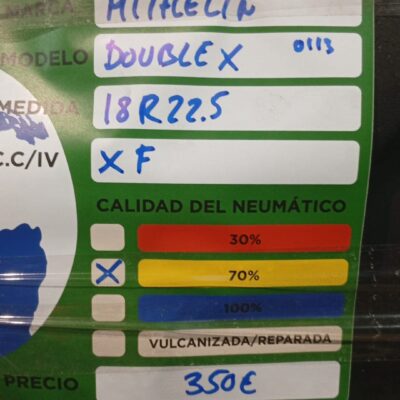 MARCA MICHELIN
MODELO DOUBLE X 0113
MEDIDA 18R22.5
.C/IV XF
CALIDAD DEL NEUMÁTICO
30%
X 70%
100%
VULCANIZADA/REPARADA
PRECIO 350€